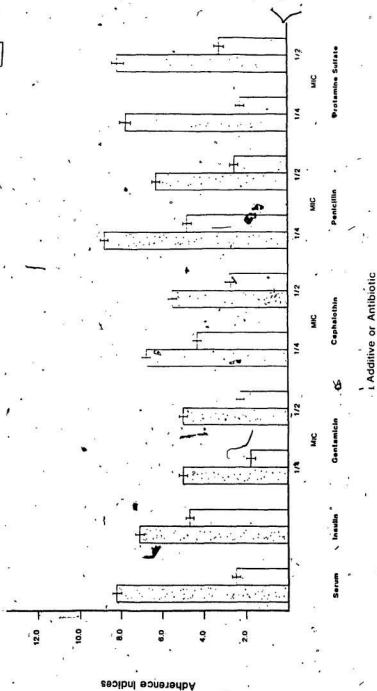 Adherence Indices
12.0
10.0
8.0
6.0
4.0
2.0
1/4 1/2 1/4 1/2 1/4 1/2 1/4 1/2
MIC MIC MIC MIC
Serum Insulin Gentamicin Cephalothin Penicillin Protamine Sulfate
Additive or Antibiotic